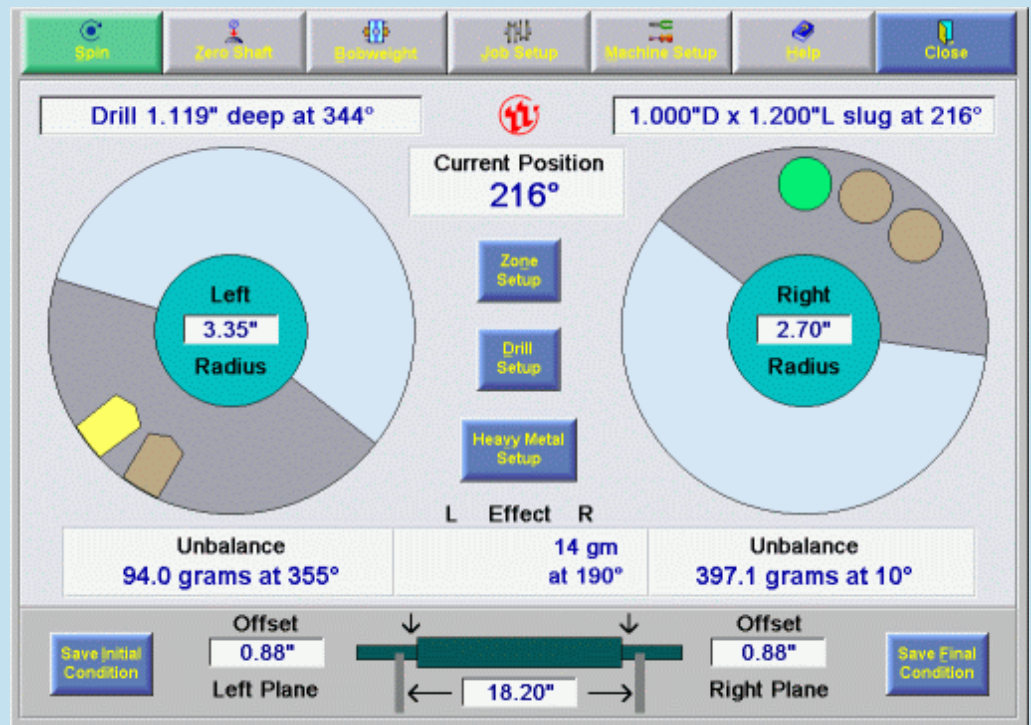 Spin
Zero Shaft
Bobweight
Job Setup
Machine Setup
Help
Close
Drill 1.119" deep at 344°
1.000"D x 1.200"L slug at 216°
Current Position
216°
Left
3.35"
Radius
Zone
Setup
Drill
Setup
Heavy Metal
Setup
Right
2.70"
Radius
L Effect R
Unbalance
94.0 grams at 355°
14 gm
at 190°
Unbalance
397.1 grams at 10°
Save Initial
Condition
Offset
0.88"
Left Plane
18.20"
Offset
0.88"
Right Plane
Save Final
Condition